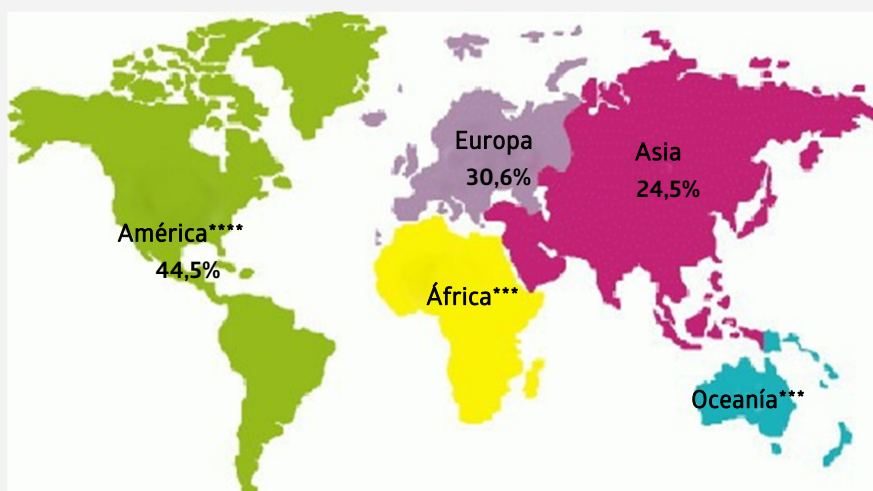 Europa
30,6%
Asia
24,5%
América****
44,5%
África***
Oceanía***